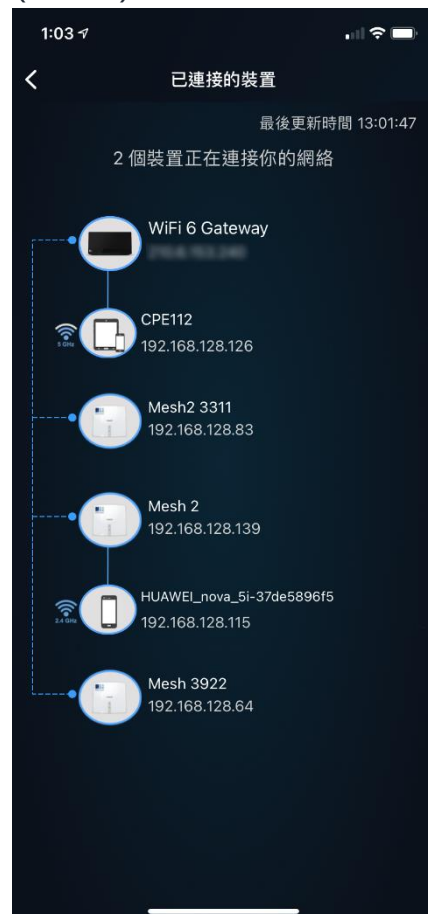 1:03
已連接的裝置
最後更新時間 13:01:47
2 個裝置正在連接你的網絡
WiFi 6 Gateway
CPE112
5 GHz
192.168.128.126
Mesh2 3311
192.168.128.83
Mesh 2
192.168.128.139
HUAWEI_nova_5i-37de5896f5
2.4 GHz
192.168.128.115
Mesh 3922
192.168.128.64